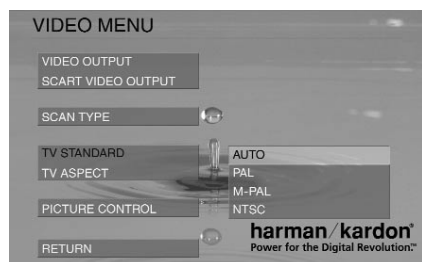 VIDEO MENU
VIDEO OUTPUT
SCART VIDEO OUTPUT
SCAN TYPE
TV STANDARD
TV ASPECT
PICTURE CONTROL
RETURN
AUTO
PAL
M-PAL
NTSC
harman/kardon®
Power for the Digital Revolution.™